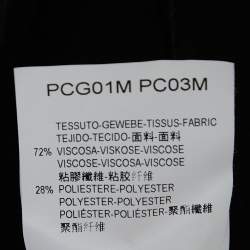 PCG01M PC03M
TESSUTO-GEWEBE-TISSUS-FABRIC
TEJIDO-TECIDO-面料-面料
72% VISCOSA-VISKOSE-VISCOSE
VISCOSE-VISCOSA-VISCOSE
粘膠纖維-粘胶纤维
28% POLIESTERE-POLYESTER
POLYESTER-POLYESTER
POLIÉSTER-POLIÉSTER-聚酯纖維
聚酯纤维